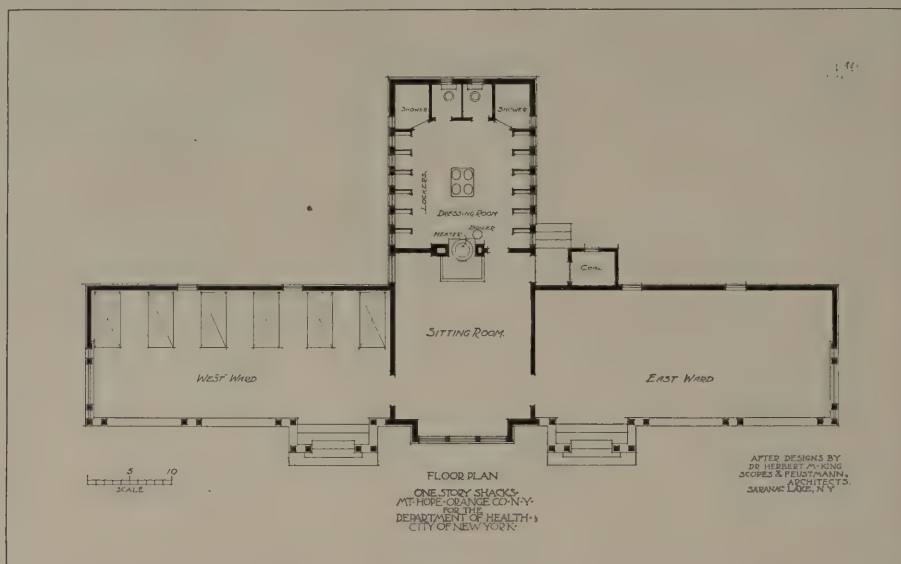 SHOWER
SHOWER
LOCKERS.
DRESSING ROOM
BOILER
HEATER
COAL
SITTING ROOM.
WEST WARD
EAST WARD
5 10
SCALE
FLOOR PLAN
ONE STORY SHACKS·
MT·HOPE·ORANGE CO·N·Y·
FOR THE
DEPARTMENT OF HEALTH·
CITY OF NEW YORK·
AFTER DESIGNS BY
DR HERBERT M·KING
SCOPES & FEUSTMANN,
ARCHITECTS.
SARANAC LAKE, N.Y